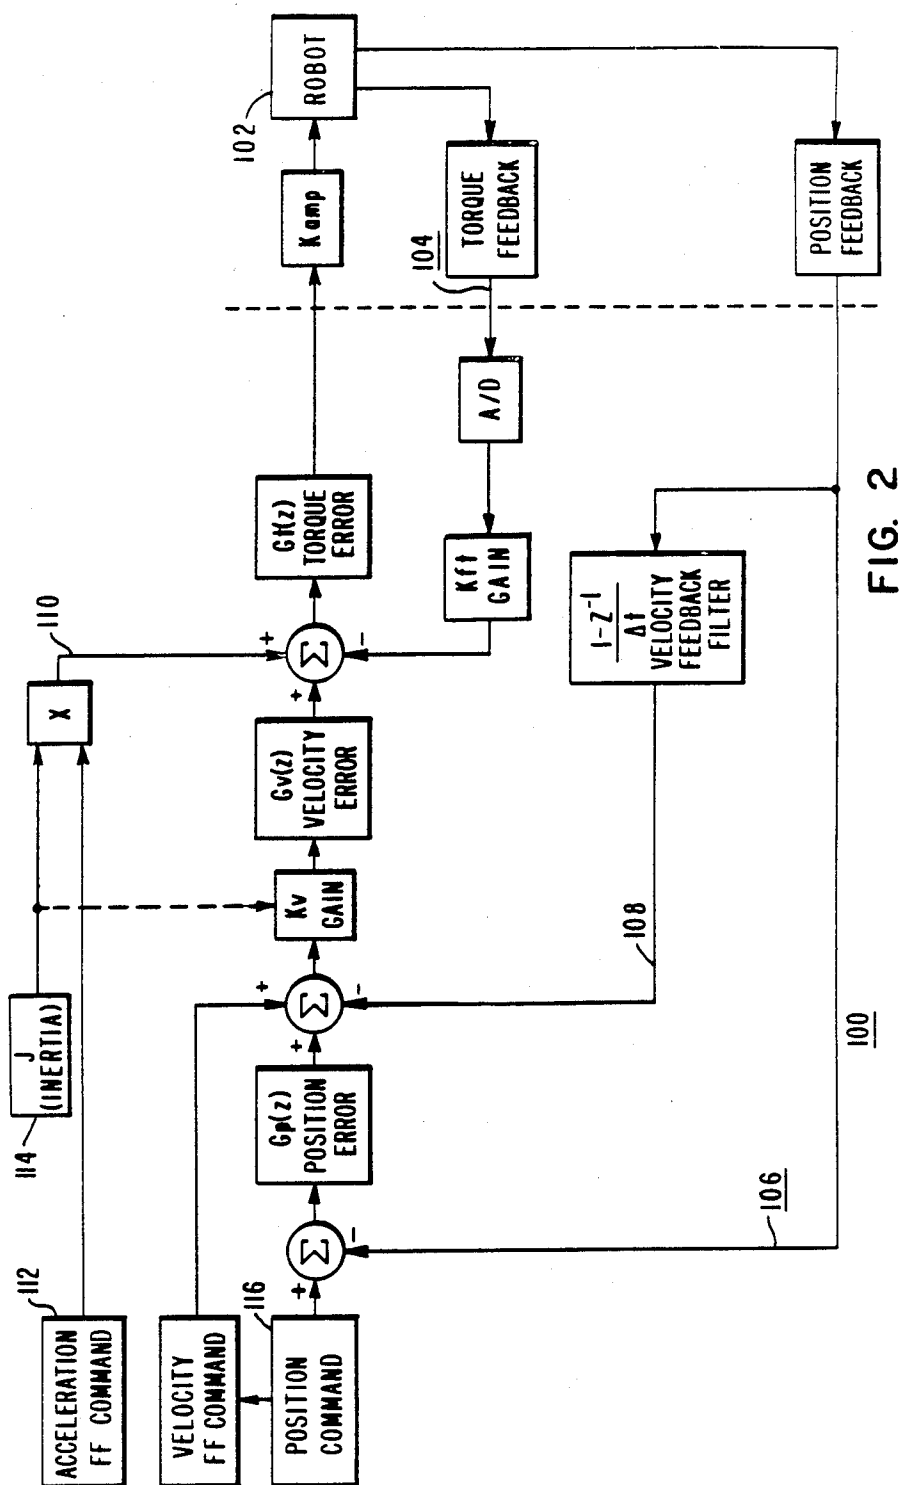 ACCELERATION
FF COMMAND
112
J
(INERTIA)
114
X
110
VELOCITY
FF COMMAND
POSITION
COMMAND
116
+
Σ
-
Gp(z)
POSITION
ERROR
+
+
Σ
-
Kv
GAIN
Gv(z)
VELOCITY
ERROR
+
+
Σ
-
Gt(z)
TORQUE
ERROR
Kamp
ROBOT
102
Kft
GAIN
A/D
104
TORQUE
FEEDBACK
108
1-Z^-1
Δt
VELOCITY
FEEDBACK
FILTER
POSITION
FEEDBACK
106
100
FIG. 2